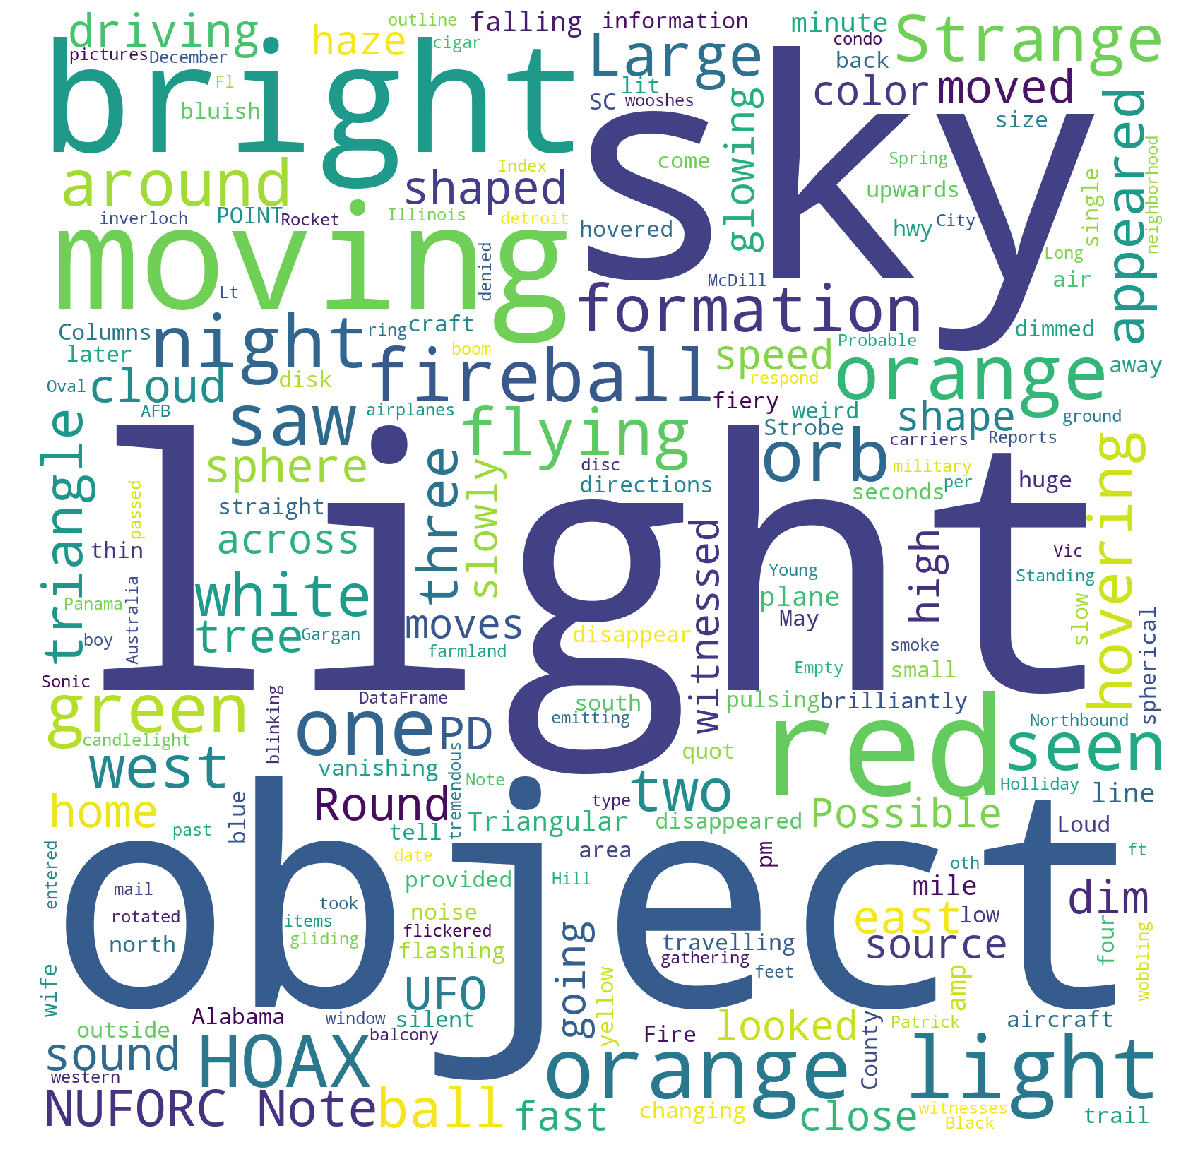 driving
outline
falling
information
minute
Strange
pictures
December
haze
cigar
Large
condo
back
bright
sky
Fl
bluish
lit
SC
wooshes
color
moved
size
glowing
appeared
around
shaped
Index
come
Spring
upwards
single
neighborhood
inverloch
POINT
Rocket
Illinois
detroit
hovered
hwy
City
moving
denied
Long
air
Lt
McDill
formation
Columns
night
ring
craft
dimmed
later
boom
fireball
speed
Probable
orange
away
Oval
cloud
disk
respond
AFB
airplanes
fiery
weird
shape
ground
saw
flying
Strobe
orb
carriers
Reports
triangle
light
sphere
three
slowly
disc
directions
military
seconds
per
huge
hovering
straight
passed
across
witnessed
high
thin
Vic
white
Young
Standing
Panama
plane
slow
Australia
boy
tree
Gargan
moves
disappear
May
smoke
spherical
farmland
Empty
small
Sonic
DataFrame
south
pulsing
brilliantly
green
one
PD
emitting
red
Northbound
seen
candlelight
blinking
quot
west
vanishing
tremendous
Note
two
Holliday
home
Round
type
line
blue
past
tell
Triangular
disappeared
Possible
Loud
object
date
area
pm
entered
provided
Hill
oth
ft
mail
mile
dim
took
rotated
items
noise
east
low
north
gliding
flickered
flashing
travelling
source
four
gathering
wobbling
wife
UFO
going
feet
amp
yellow
Alabama
window
silent
outside
balcony
Fire
looked
County
Patrick
aircraft
sound
HOAX
orange light
western
NUFORC Note
ball
fast
changing
close
witnesses
Black
trail